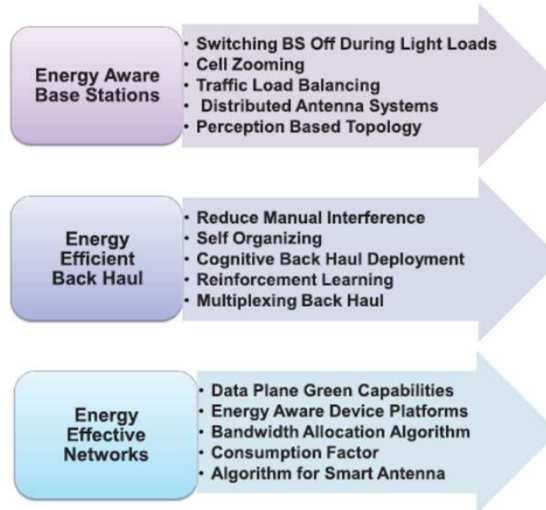 Energy Aware
Base Stations
• Switching BS Off During Light Loads
• Cell Zooming
• Traffic Load Balancing
• Distributed Antenna Systems
• Perception Based Topology
Energy
Efficient
Back Haul
• Reduce Manual Interference
• Self Organizing
• Cognitive Back Haul Deployment
• Reinforcement Learning
• Multiplexing Back Haul
Energy
Effective
Networks
• Data Plane Green Capabilities
• Energy Aware Device Platforms
• Bandwidth Allocation Algorithm
• Consumption Factor
• Algorithm for Smart Antenna